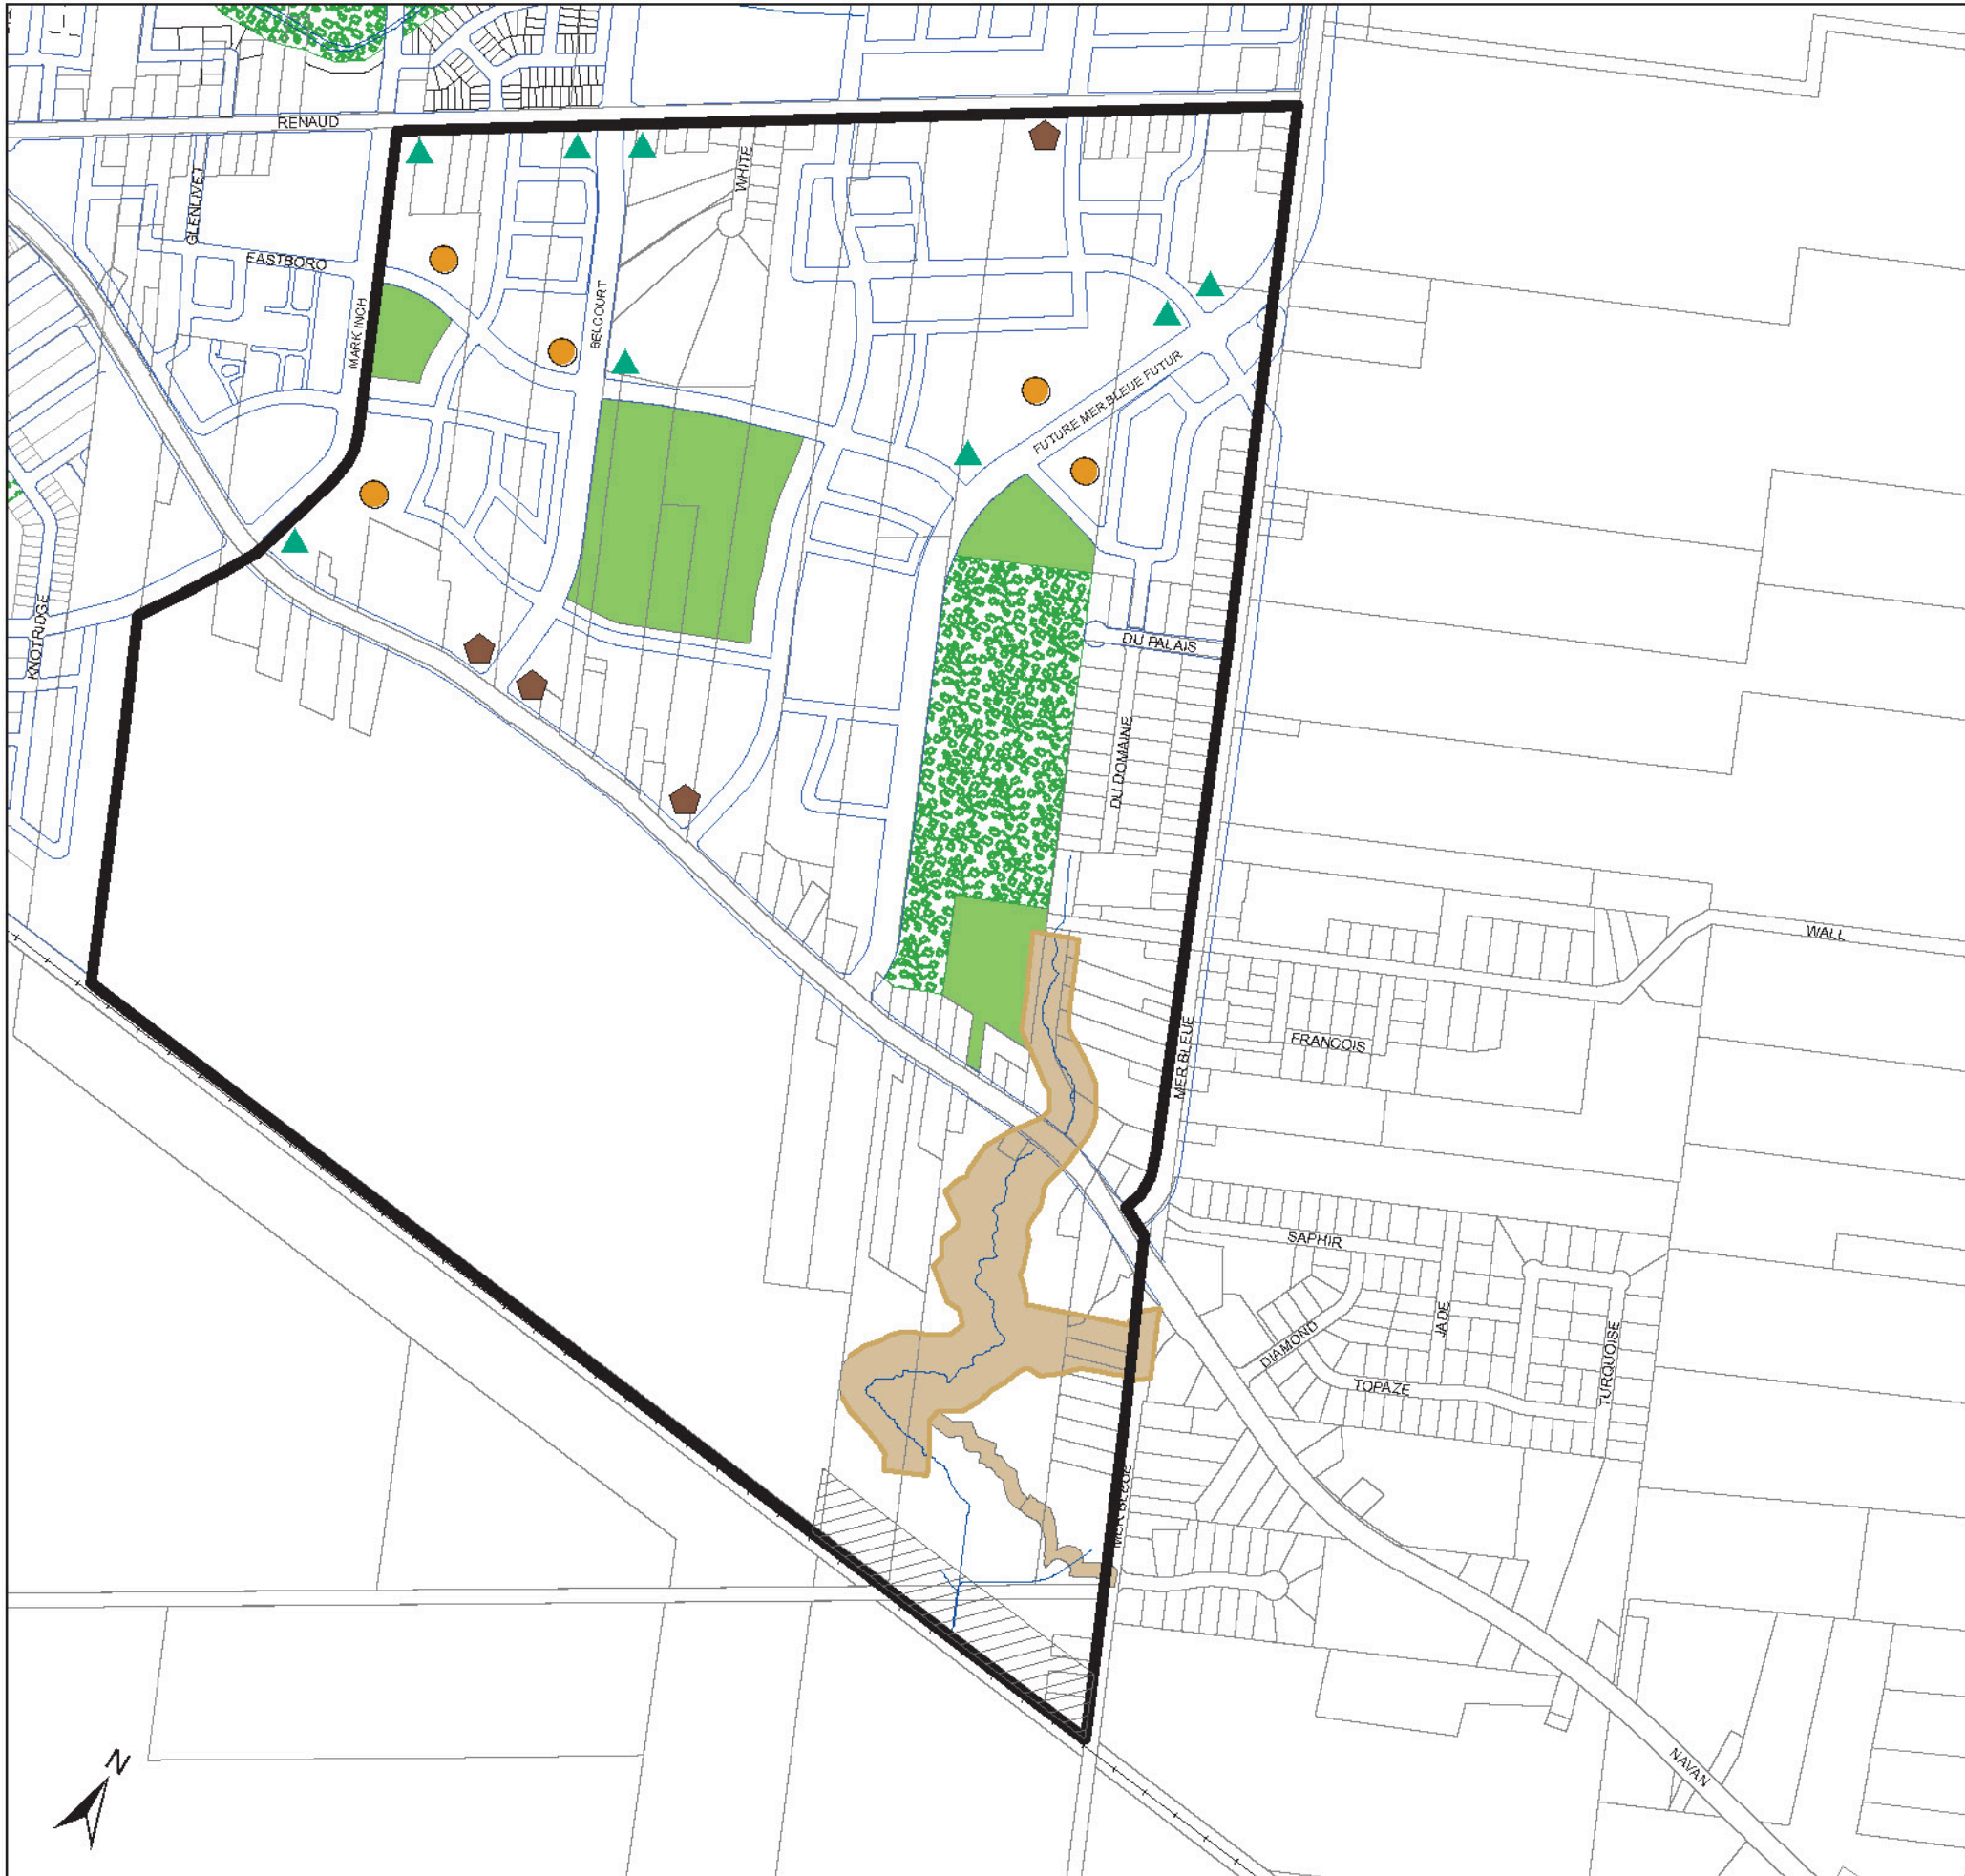 RENAUD
WHITE
GLENLIVET
EASTBORO
BELCOURT
MARK INCH
FUTURE MER BLEUE FUTUR
KNOTRIDGE
DU PALAIS
DU DOMAINE
WALL
MER BLEUE
FRANCOIS
SAPHIR
JADE
DIAMOND
TURQUOISE
TOPAZE
MER BLEUE
NAVAN
N